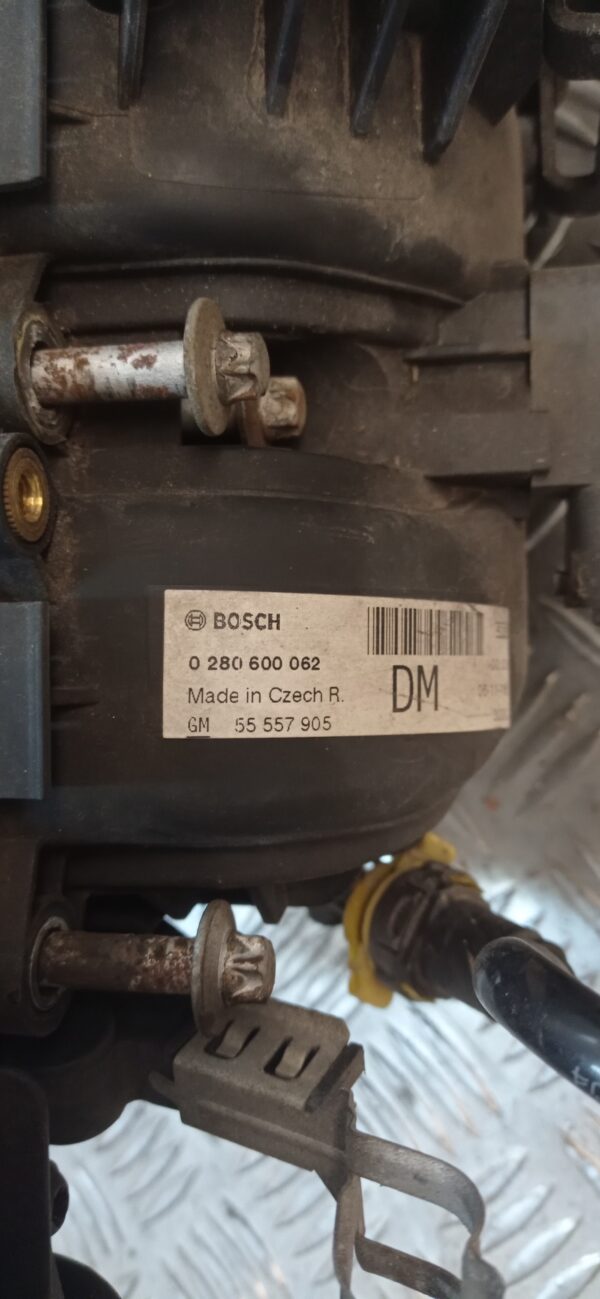 BOSCH
0 280 600 062
Made in Czech R.
DM
GM 55 557 905